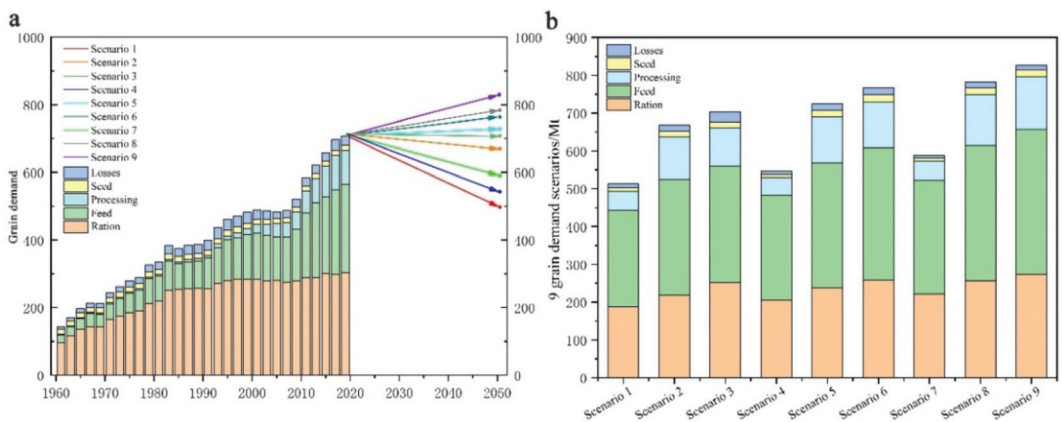 a
Grain demand
1000
800
600
400
200
0
Scenario 1
Scenario 2
Scenario 3
Scenario 4
Scenario 5
Scenario 6
Scenario 7
Scenario 8
Scenario 9
Losses
Seed
Processing
Feed
Ration
1960 1970 1980 1990 2000 2010 2020 2030 2040 2050
1000
800
600
400
200
0
b
9 grain demand scenarios/Mt
900
800
700
600
500
400
300
200
100
0
Losses
Seed
Processing
Feed
Ration
Scenario 1 Scenario 2 Scenario 3 Scenario 4 Scenario 5 Scenario 6 Scenario 7 Scenario 8 Scenario 9